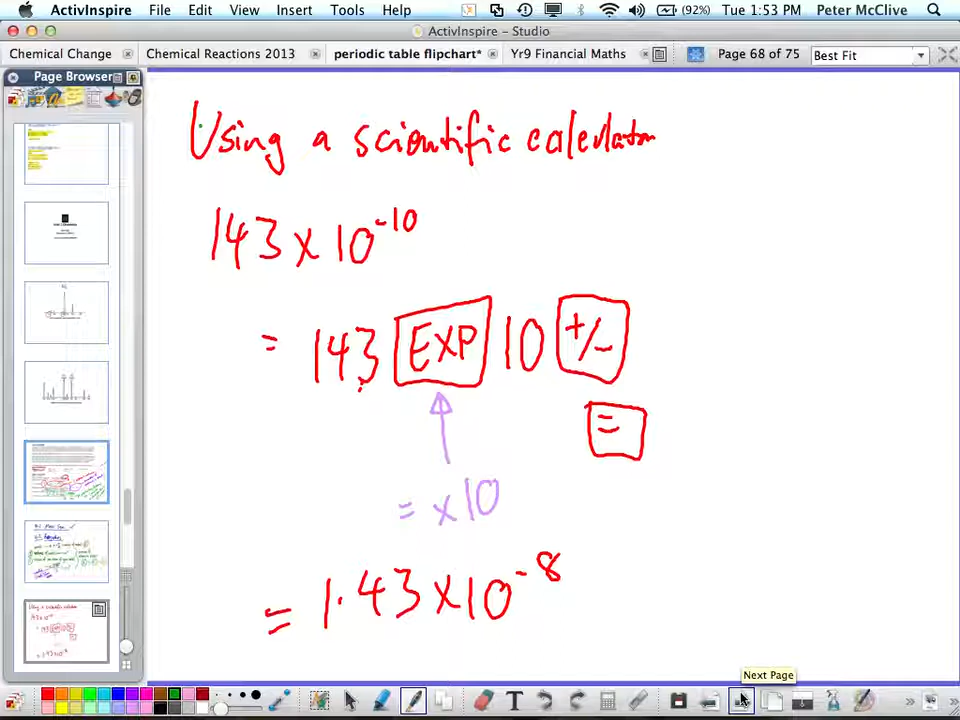 ActivInspire File Edit View Insert Tools Help (92%) Tue 1:53 PM Peter McClive
ActivInspire - Studio
Chemical Change Chemical Reactions 2013 periodic table flipchart* Yr9 Financial Maths Page 68 of 75 Best Fit
Page Browser
Using a scientific calculator
143 x 10⁻¹⁰
= 143 EXP 10 +/-
=
= x10
= 1.43 x 10⁻⁸
Next Page